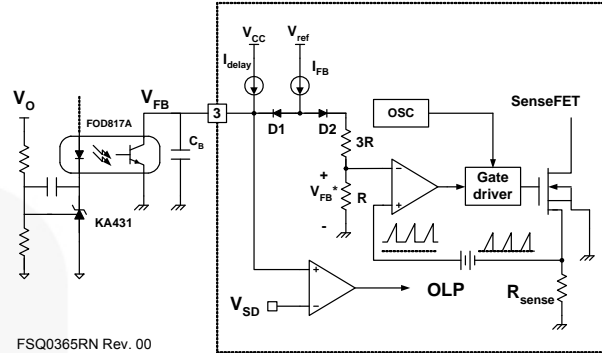 V_CC V_ref
I_delay I_FB
V_O
FOD817A
V_FB
3
D1 D2
OSC
SenseFET
C_B
3R
+
V_FB* R
-
-
+
Gate
driver
KA431
+
-
V_SD
OLP
R_sense
FSQ0365RN Rev. 00